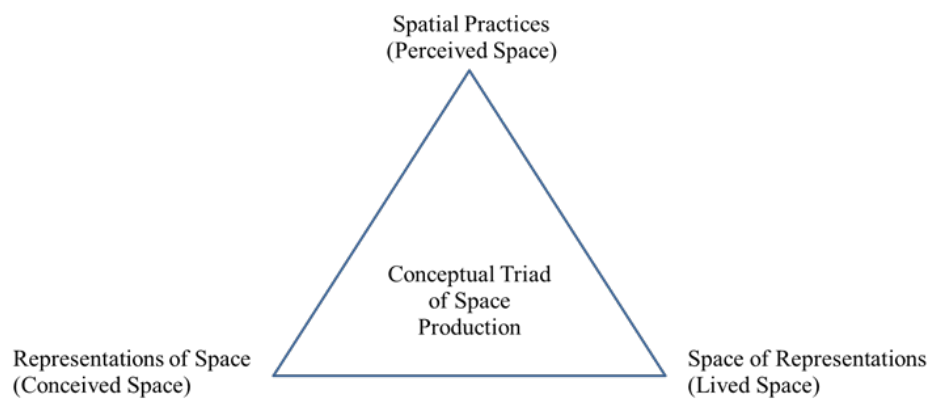 Spatial Practices
(Perceived Space)
Conceptual Triad
of Space
Production
Representations of Space
(Conceived Space)
Space of Representations
(Lived Space)